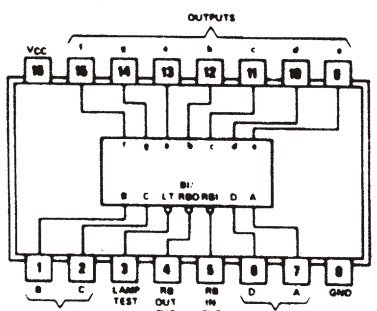 OUTPUTS
VCC f g a b c d e
16 15 14 13 12 11 10 9
f g a b c d e
BI/
B C LT RBO RBI D A
1 2 3 4 5 6 7 8
B C LAMP RB RB D A GND
TEST OUT IN